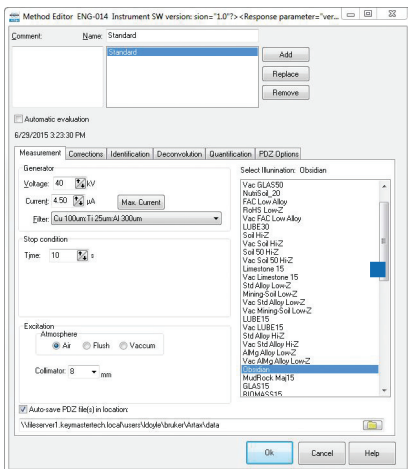 Method Editor ENG-014 Instrument SW version: sion="1.0"?><Response parameter="ver...
Comment:
Name: Standard
Standard
Add
Replace
Remove
Automatic evaluation
6/29/2015 3:23:30 PM
Measurement Corrections Identification Deconvolution Quantification PDZ Options
Generator
Voltage: 40 kV
Current: 4.50 µA Max. Current
Filter: Cu 100um:Ti 25um:Al 300um
Stop condition
Time: 10 s
Excitation
Atmosphere
Air Flush Vaccum
Collimator: 8 mm
Select Illunination: Obsidian
Vac GLAS50
NutriSoil_20
FAC Low Alloy
RoHS Low-Z
Vac FAC Low Alloy
LUBE30
Soil Hi-Z
Vac Soil Hi-Z
Soil 50 Hi-Z
Vac Soil 50 Hi-Z
Limestone 15
Vac Limestone 15
Std Alloy Low-Z
Mining-Soil Low-Z
Vac Std Alloy Low-Z
Vac Mining-Soil Low-Z
LUBE15
Vac LUBE15
Std Alloy Hi-Z
Vac Std Alloy Hi-Z
AlMg Alloy Low-Z
Vac AlMg Alloy Low-Z
Obsidian
MudRock Maj15
GLAS15
BIOMASS15
Auto-save PDZ file(s) in location:
\\fileserver1.keymastertech.local\users\ldoyle\bruker\Artax\data
Ok Cancel Help